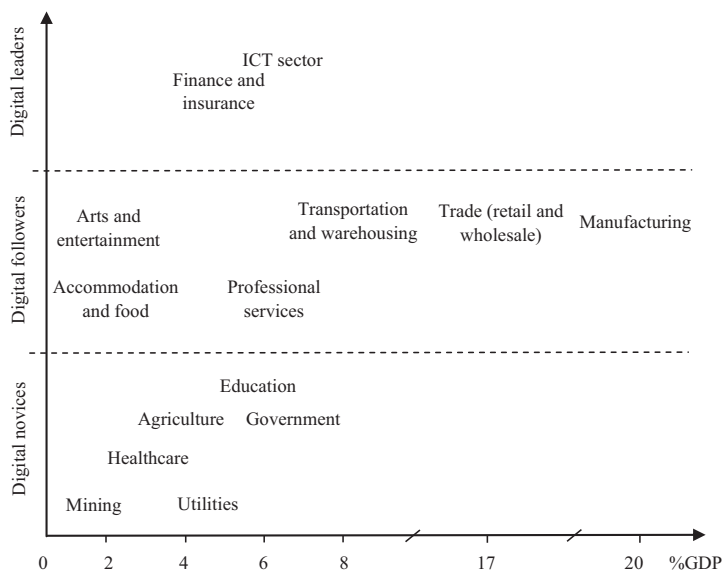 Digital leaders
ICT sector
Finance and
insurance
Digital followers
Arts and
entertainment
Transportation
and warehousing
Trade (retail and
wholesale)
Manufacturing
Accommodation
and food
Professional
services
Digital novices
Education
Agriculture
Government
Healthcare
Mining
Utilities
0 2 4 6 8 17 20 %GDP